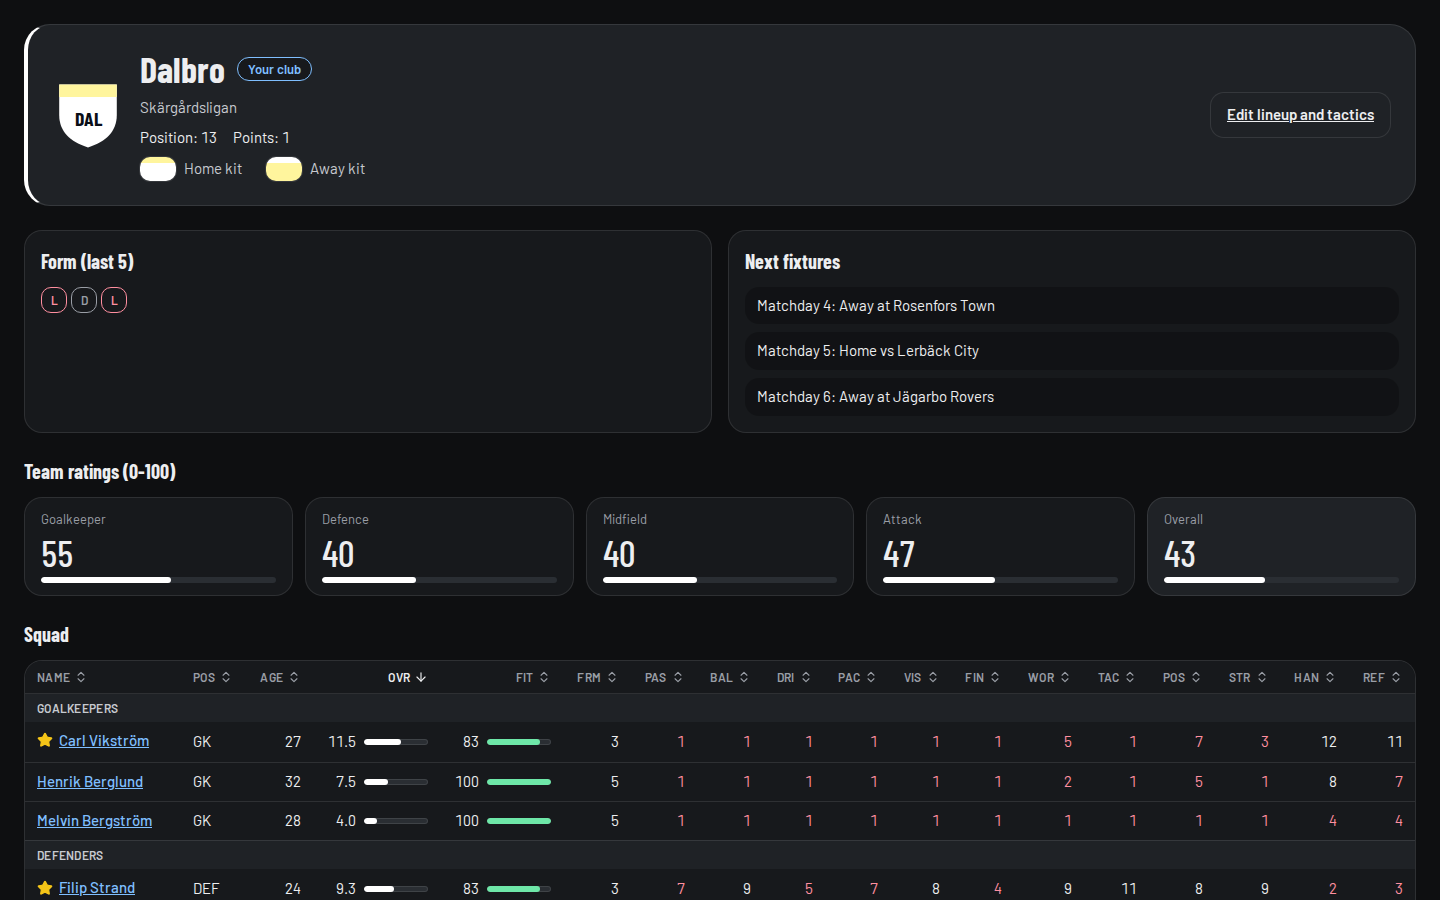 DAL
Dalbro Your club
Skärgårdsligan
Position: 13 Points: 1
Home kit Away kit
Edit lineup and tactics
Form (last 5)
L D L
Next fixtures
Matchday 4: Away at Rosenfors Town
Matchday 5: Home vs Lerbäck City
Matchday 6: Away at Jägarbo Rovers
Team ratings (0-100)
Goalkeeper
55
Defence
40
Midfield
40
Attack
47
Overall
43
Squad
NAME POS AGE OVR FIT FRM PAS BAL DRI PAC VIS FIN WOR TAC POS STR HAN REF
GOALKEEPERS
Carl Vikström GK 27 11.5 83 3 1 1 1 1 1 1 5 1 7 3 12 11
Henrik Berglund GK 32 7.5 100 5 1 1 1 1 1 1 2 1 5 1 8 7
Melvin Bergström GK 28 4.0 100 5 1 1 1 1 1 1 1 1 1 1 4 4
DEFENDERS
Filip Strand DEF 24 9.3 83 3 7 9 5 7 8 4 9 11 8 9 2 3